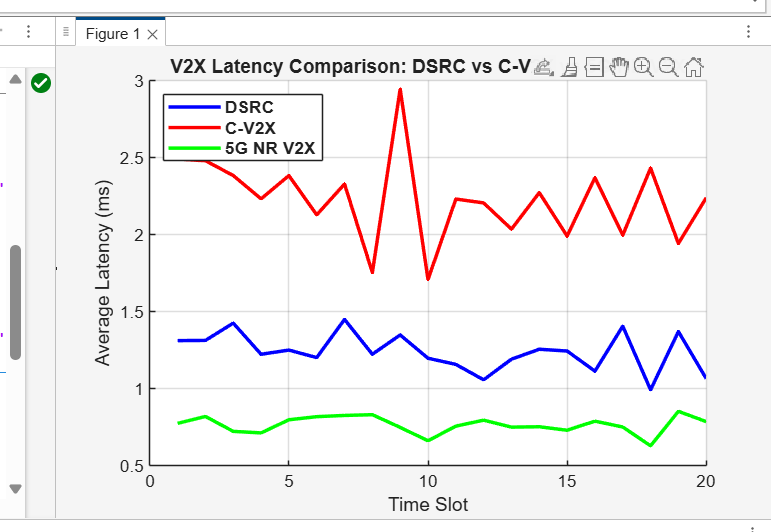 Figure 1
V2X Latency Comparison: DSRC vs C-V
DSRC
C-V2X
5G NR V2X
3
2.5
2
1.5
1
0.5
Average Latency (ms)
0
5
10
15
20
Time Slot